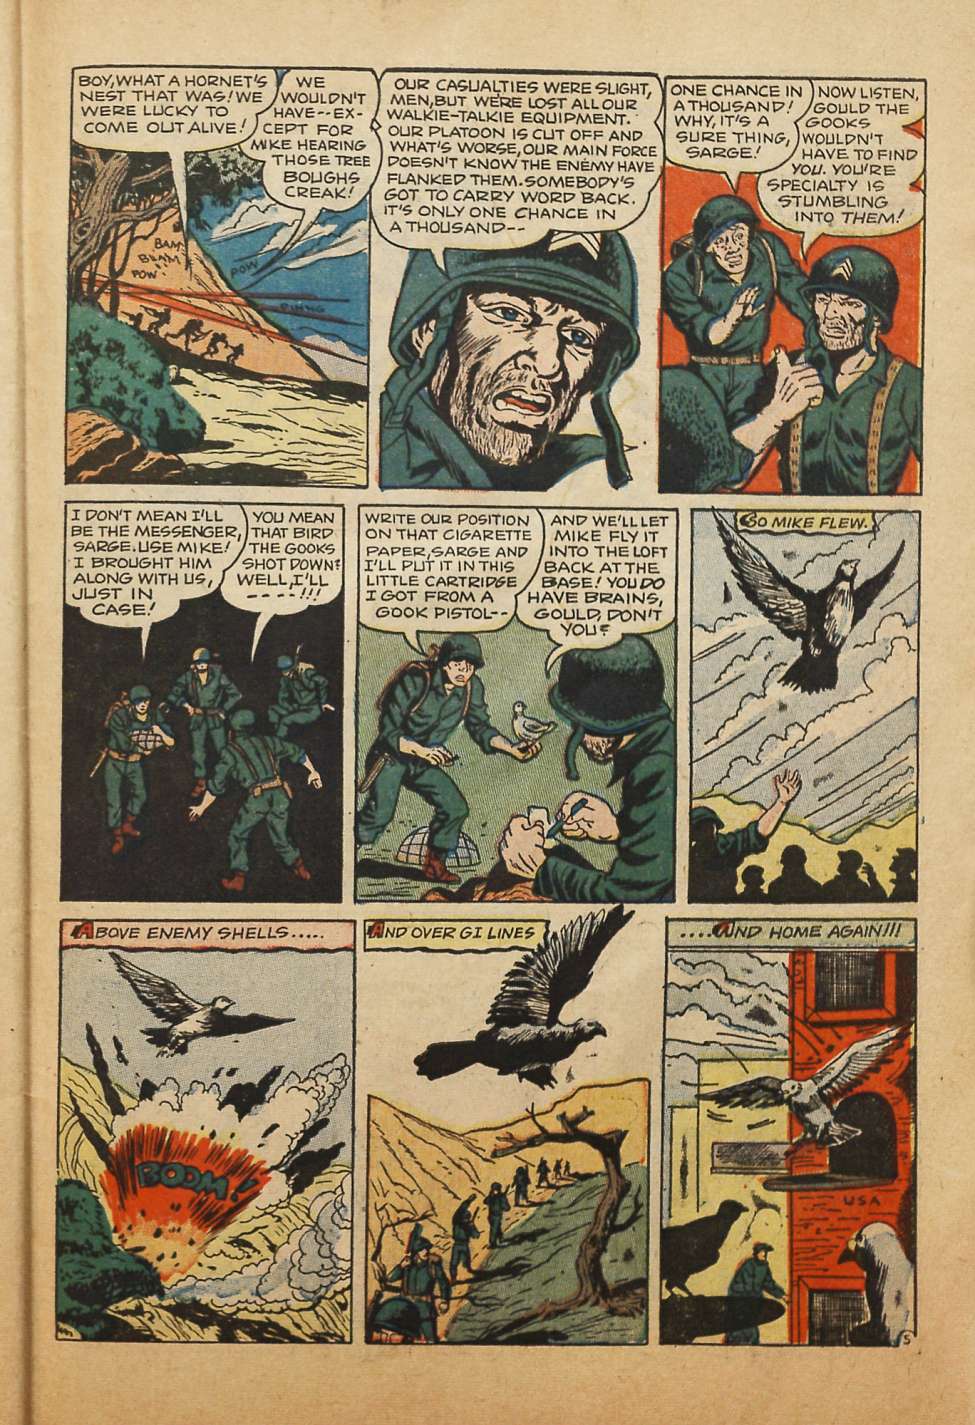 BOY, WHAT A HORNET'S
NEST THAT WAS! WE
WERE LUCKY TO
COME OUT ALIVE!
WE
WOULDN'T
HAVE--EX-
CEPT FOR
MIKE HEARING
THOSE TREE
BOUGHS
CREAK!
BAM
BLAM
POW
POW
PINNG
OUR CASUALTIES WERE SLIGHT,
MEN, BUT WE'RE LOST ALL OUR
WALKIE-TALKIE EQUIPMENT.
OUR PLATOON IS CUT OFF AND
WHAT'S WORSE, OUR MAIN FORCE
DOESN'T KNOW THE ENEMY HAVE
FLANKED THEM. SOMEBODY'S
GOT TO CARRY WORD BACK.
IT'S ONLY ONE CHANCE IN
A THOUSAND--
ONE CHANCE IN
A THOUSAND!
WHY, IT'S A
SURE THING,
SARGE!
NOW LISTEN,
GOULD THE
GOOKS
WOULDN'T
HAVE TO FIND
YOU. YOU'RE
SPECIALTY IS
STUMBLING
INTO THEM!
I DON'T MEAN I'LL
BE THE MESSENGER,
SARGE. USE MIKE!
I BROUGHT HIM
ALONG WITH US,
JUST IN
CASE!
YOU MEAN
THAT BIRD
THE GOOKS
SHOT DOWN?
WELL, I'LL
----!!!
WRITE OUR POSITION
ON THAT CIGARETTE
PAPER, SARGE AND
I'LL PUT IT IN THIS
LITTLE CARTRIDGE
I GOT FROM A
GOOK PISTOL--
AND WE'LL LET
MIKE FLY IT
INTO THE LOFT
BACK AT THE
BASE! YOU DO
HAVE BRAINS,
GOULD, DON'T
YOU?
SO MIKE FLEW.
ABOVE ENEMY SHELLS.....
BOOM!
AND OVER GI LINES
....AND HOME AGAIN!!!
USA
5